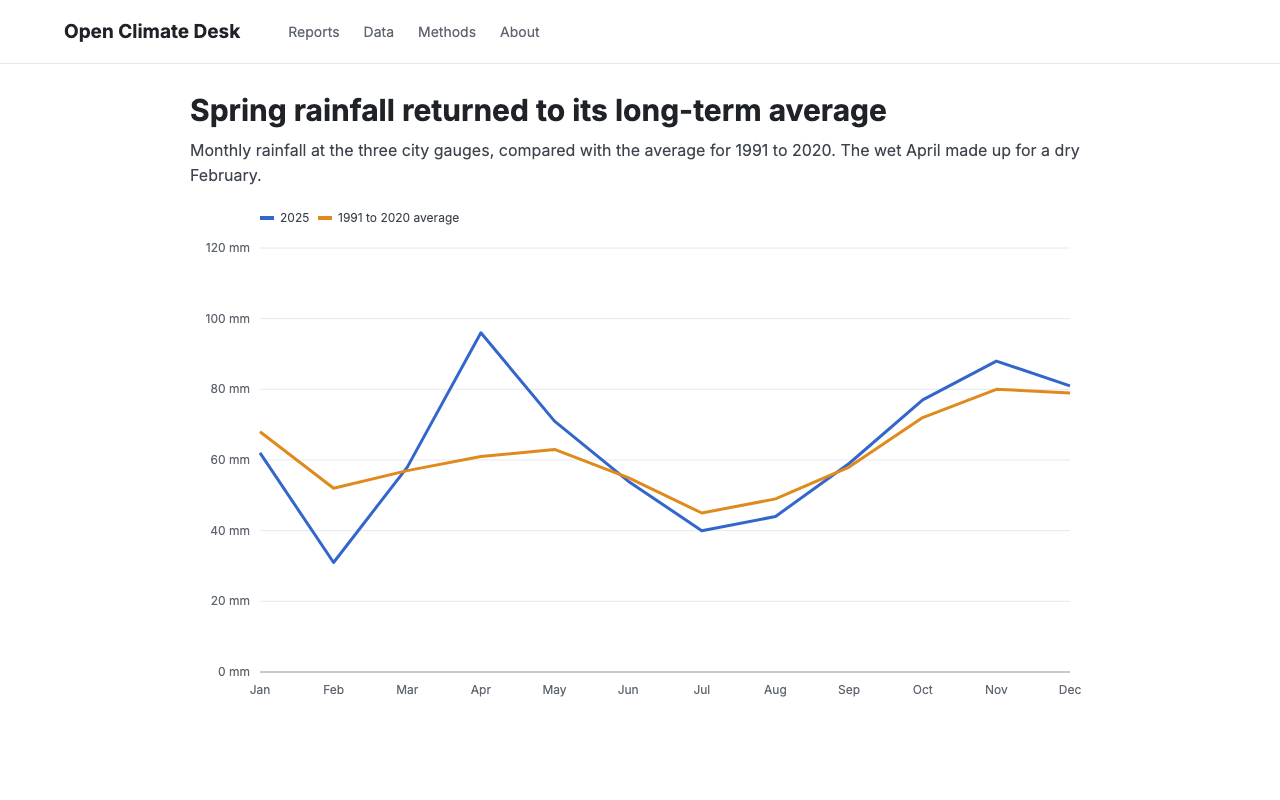 Open Climate Desk
Reports
Data
Methods
About
Spring rainfall returned to its long-term average
Monthly rainfall at the three city gauges, compared with the average for 1991 to 2020. The wet April made up for a dry
February.
2025
1991 to 2020 average
120 mm
100 mm
80 mm
60 mm
40 mm
20 mm
0 mm
Jan
Feb
Mar
Apr
May
Jun
Jul
Aug
Sep
Oct
Nov
Dec